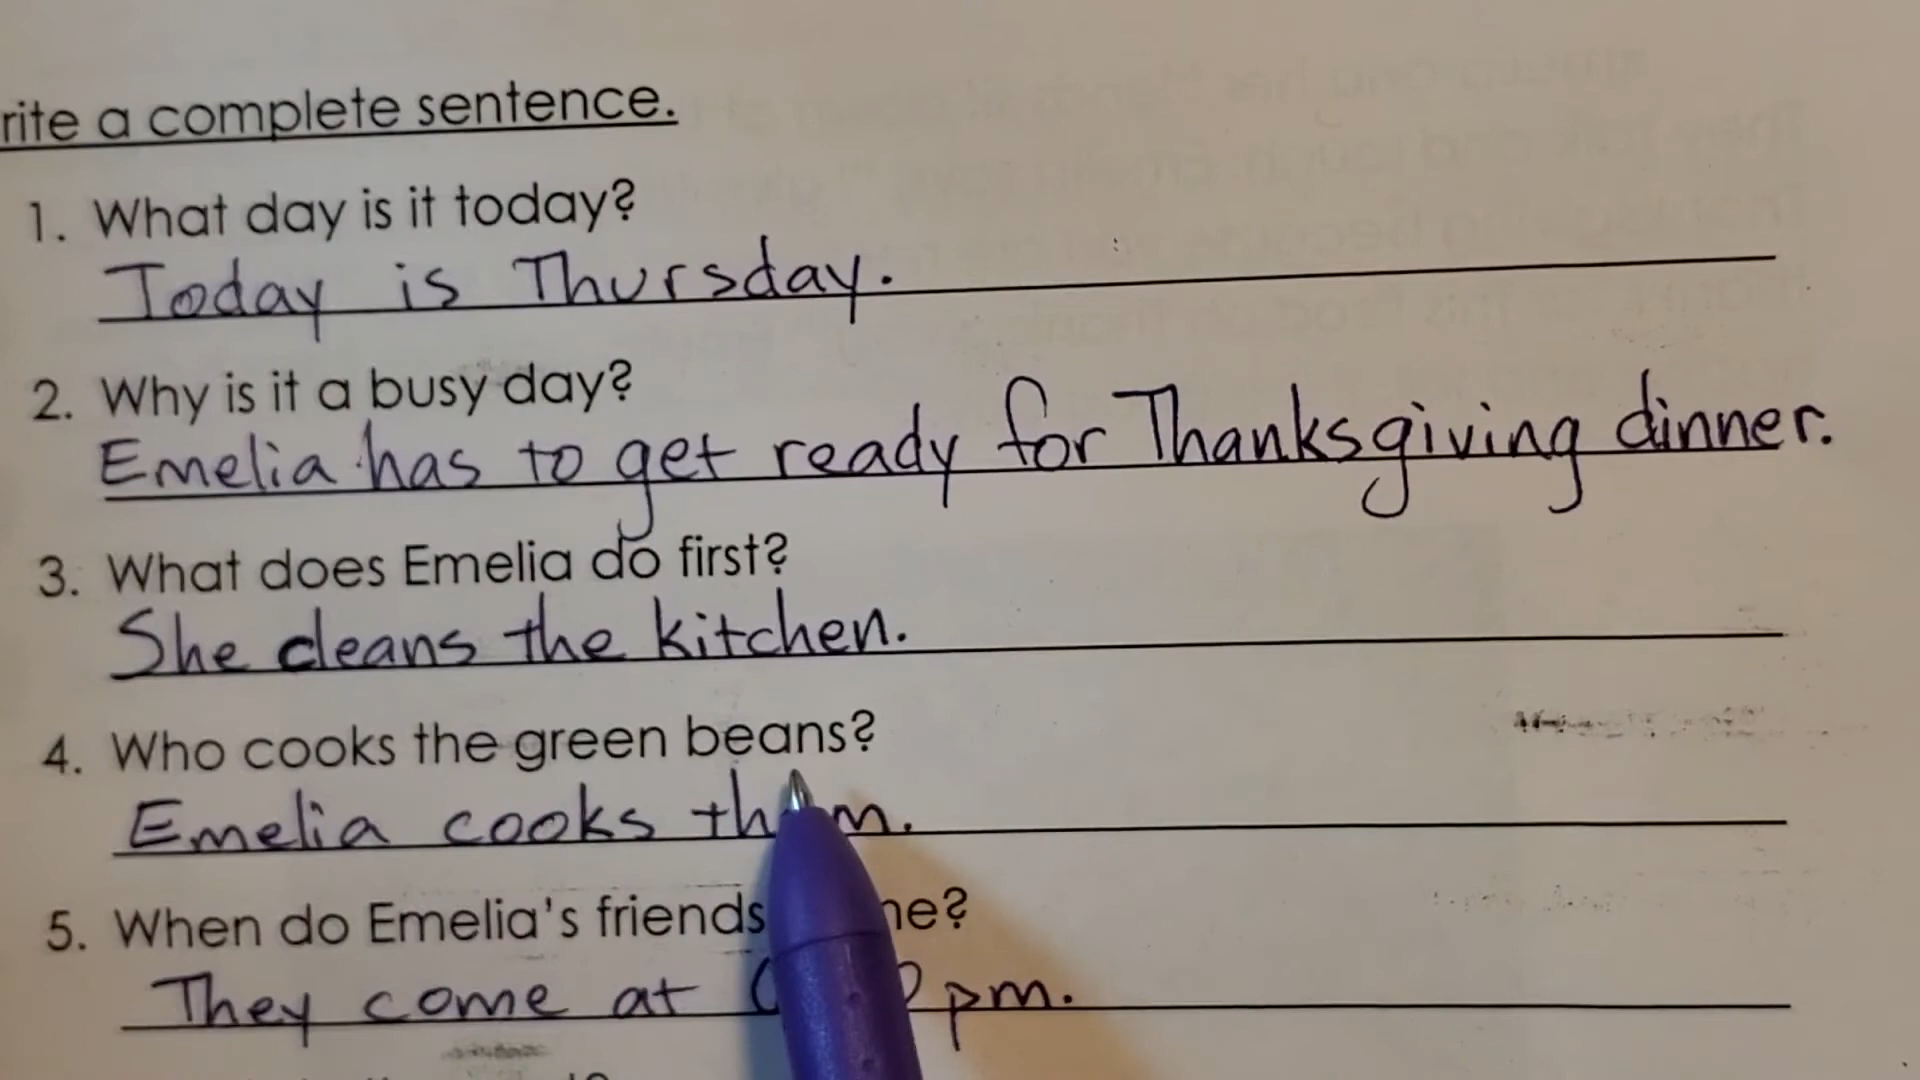 rite a complete sentence.
1. What day is it today?
Today is Thursday.
2. Why is it a busy day?
Emelia has to get ready for Thanksgiving dinner.
3. What does Emelia do first?
She cleans the kitchen.
4. Who cooks the green beans?
Emelia cooks them.
5. When do Emelia's friends
They come at pm.